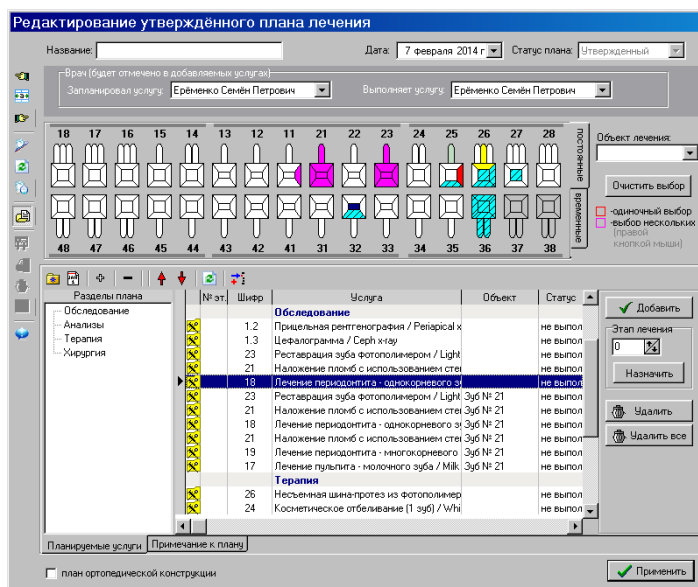 Редактирование утверждённого плана лечения
Название: Дата: 7 февраля 2014 г Статус плана: Утвержденный
Врач (будет отмечено в добавляемых услугах)
Запланировал услугу: Ерёменко Семён Петрович Выполняет услугу: Ерёменко Семён Петрович
18 17 16 15 14 13 12 11 21 22 23 24 25 26 27 28
постоянные
временные
48 47 46 45 44 43 42 41 31 32 33 34 35 36 37 38
Объект лечения:
Очистить выбор
-одиночный выбор
-выбор нескольких
(правой
кнопкой мыши)
Разделы плана
Обследование
Анализы
Терапия
Хирургия
№ эт. Шифр Услуга Объект Статус
Обследование
1.2 Прицельная рентгенография / Periapical x не выпол
1.3 Цефалограмма / Ceph x-ray не выпол
23 Реставрация зуба фотополимером / Light не выпол
21 Наложение пломб с использованием стек не выпол
18 Лечение периодонтита - однокорневого зу не выпол
23 Реставрация зуба фотополимером / Light Зуб № 21 не выпол
21 Наложение пломб с использованием стек Зуб № 21 не выпол
18 Лечение периодонтита - однокорневого зу Зуб № 21 не выпол
21 Наложение пломб с использованием стек Зуб № 21 не выпол
19 Лечение периодонтита - многокорневого Зуб № 21 не выпол
17 Лечение пульпита - молочного зуба / Milk Зуб № 21 не выпол
Терапия
26 Несъемная шина-протез из фотополимер не выпол
24 Косметическое отбеливание (1 зуб) / Whi не выпол
Добавить
Этап лечения
0
Назначить
Удалить
Удалить все
Планируемые услуги Примечание к плану
план ортопедической конструкции
Применить